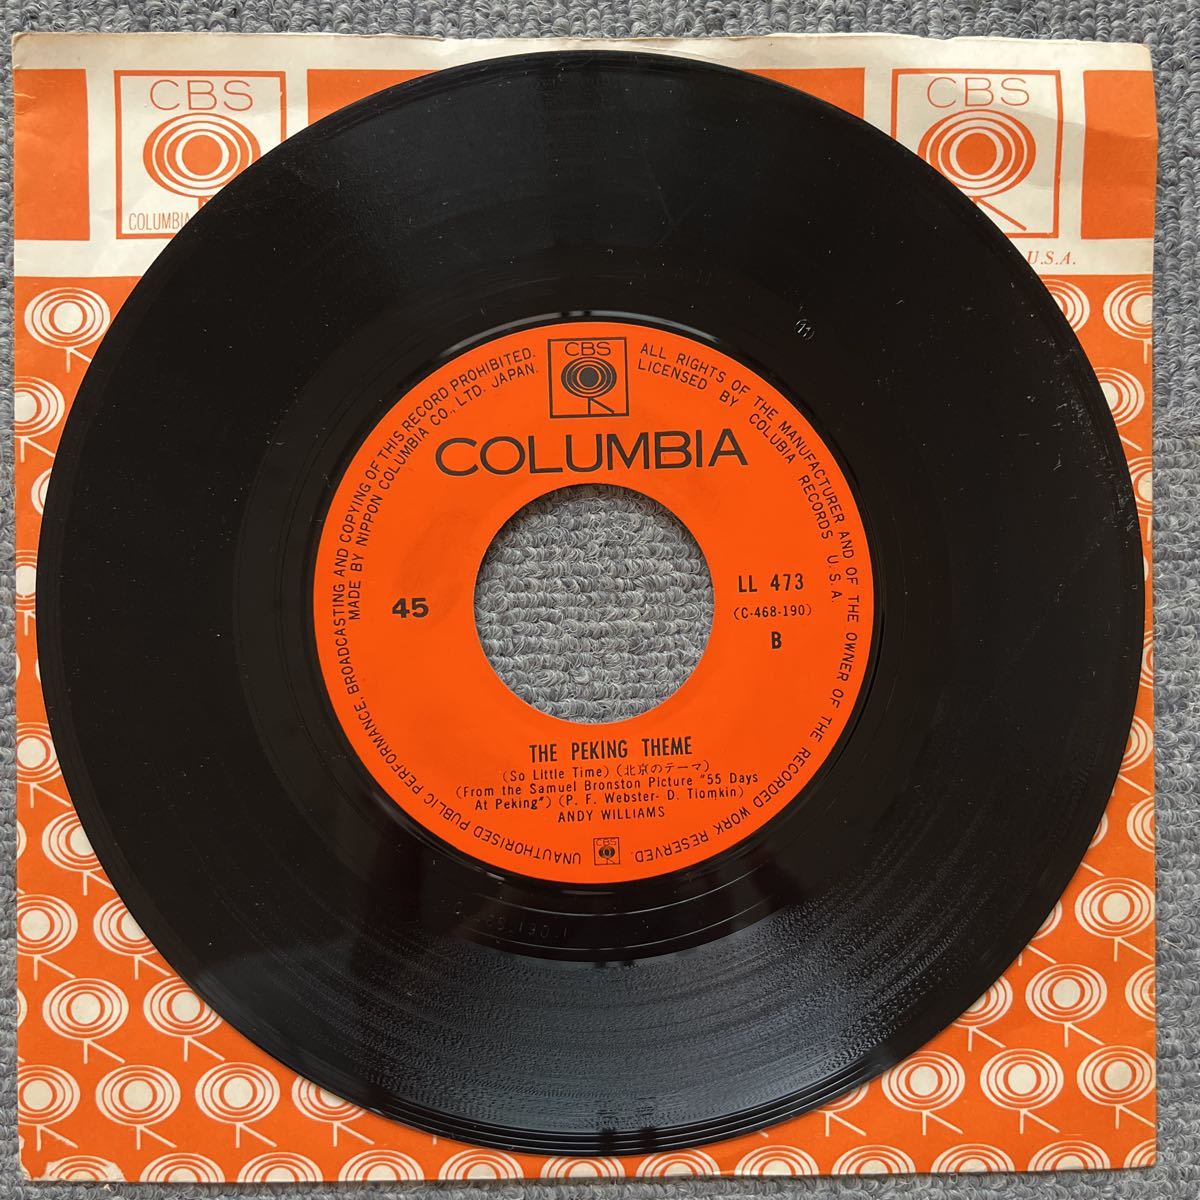 CBS
COLUMBIA
CBS
U.S.A.
(11)
UNAUTHORISED PUBLIC PERFORMANCE, BROADCASTING AND COPYING OF THIS RECORD PROHIBITED.
MADE BY NIPPON COLUMBIA CO., LTD. JAPAN.
CBS
ALL RIGHTS OF THE MANUFACTURER AND OF THE OWNER OF THE RECORDED WORK RESERVED.
LICENSED BY COLUBIA RECORDS U.S.A.
COLUMBIA
45
LL 473
(C-468-190)
B
THE PEKING THEME
(So Little Time) (北京のテーマ)
(From the Samuel Bronston Picture "55 Days
At Peking") (P. F. Webster- D. Tiomkin)
ANDY WILLIAMS
CBS